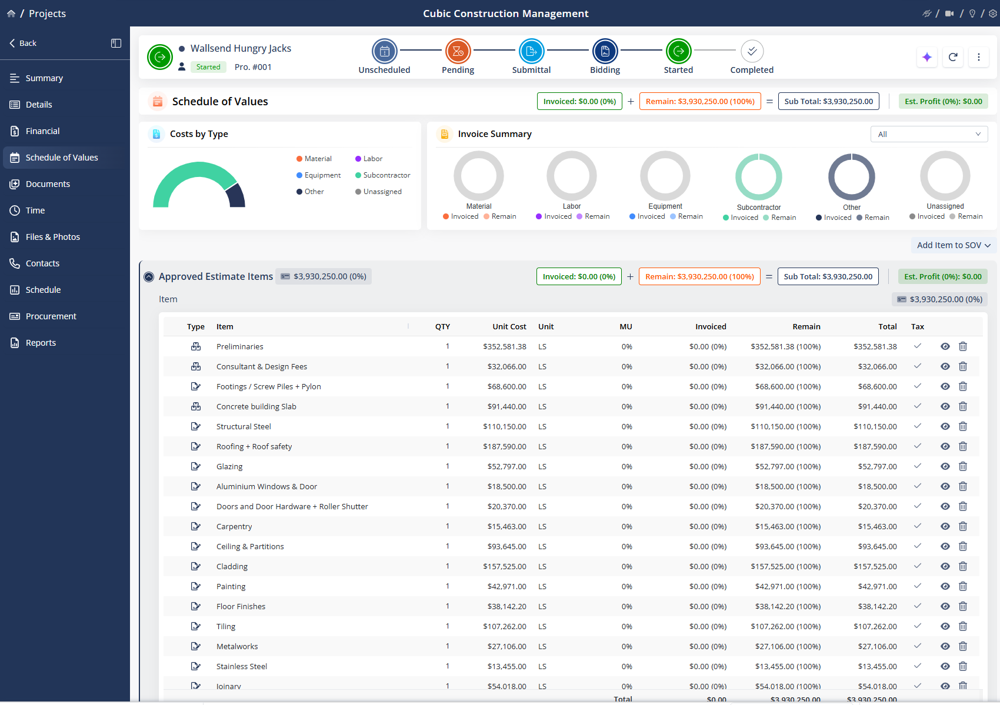 / Projects
Cubic Construction Management
/ / /
Back
Summary
Details
Financial
Schedule of Values
Documents
Time
Files & Photos
Contacts
Schedule
Procurement
Reports
Wallsend Hungry Jacks
Started Pro. #001
Unscheduled Pending Submittal Bidding Started Completed
Schedule of Values
Invoiced: $0.00 (0%) + Remain: $3,930,250.00 (100%) = Sub Total: $3,930,250.00 Est. Profit (0%): $0.00
Costs by Type
Material Labor
Equipment Subcontractor
Other Unassigned
Invoice Summary
All
Material Labor Equipment Subcontractor Other Unassigned
Invoiced Remain Invoiced Remain Invoiced Remain Invoiced Remain Invoiced Remain Invoiced Remain
Add Item to SOV
Approved Estimate Items $3,930,250.00 (0%)
Invoiced: $0.00 (0%) + Remain: $3,930,250.00 (100%) = Sub Total: $3,930,250.00 Est. Profit (0%): $0.00
Item $3,930,250.00 (0%)
Type Item QTY Unit Cost Unit MU Invoiced Remain Total Tax
Preliminaries 1 $352,581.38 LS 0% $0.00 (0%) $352,581.38 (100%) $352,581.38
Consultant & Design Fees 1 $32,066.00 LS 0% $0.00 (0%) $32,066.00 (100%) $32,066.00
Footings / Screw Piles + Pylon 1 $68,600.00 LS 0% $0.00 (0%) $68,600.00 (100%) $68,600.00
Concrete building Slab 1 $91,440.00 LS 0% $0.00 (0%) $91,440.00 (100%) $91,440.00
Structural Steel 1 $110,150.00 LS 0% $0.00 (0%) $110,150.00 (100%) $110,150.00
Roofing + Roof safety 1 $187,590.00 LS 0% $0.00 (0%) $187,590.00 (100%) $187,590.00
Glazing 1 $52,797.00 LS 0% $0.00 (0%) $52,797.00 (100%) $52,797.00
Aluminium Windows & Door 1 $18,500.00 LS 0% $0.00 (0%) $18,500.00 (100%) $18,500.00
Doors and Door Hardware + Roller Shutter 1 $20,370.00 LS 0% $0.00 (0%) $20,370.00 (100%) $20,370.00
Carpentry 1 $15,463.00 LS 0% $0.00 (0%) $15,463.00 (100%) $15,463.00
Ceiling & Partitions 1 $93,645.00 LS 0% $0.00 (0%) $93,645.00 (100%) $93,645.00
Cladding 1 $157,525.00 LS 0% $0.00 (0%) $157,525.00 (100%) $157,525.00
Painting 1 $42,971.00 LS 0% $0.00 (0%) $42,971.00 (100%) $42,971.00
Floor Finishes 1 $38,142.20 LS 0% $0.00 (0%) $38,142.20 (100%) $38,142.20
Tiling 1 $107,262.00 LS 0% $0.00 (0%) $107,262.00 (100%) $107,262.00
Metalworks 1 $27,106.00 LS 0% $0.00 (0%) $27,106.00 (100%) $27,106.00
Stainless Steel 1 $13,455.00 LS 0% $0.00 (0%) $13,455.00 (100%) $13,455.00
Joinary 1 $54,018.00 LS 0% $0.00 (0%) $54,018.00 (100%) $54,018.00
Total $0.00 $3,930,250.00 $3,930,250.00